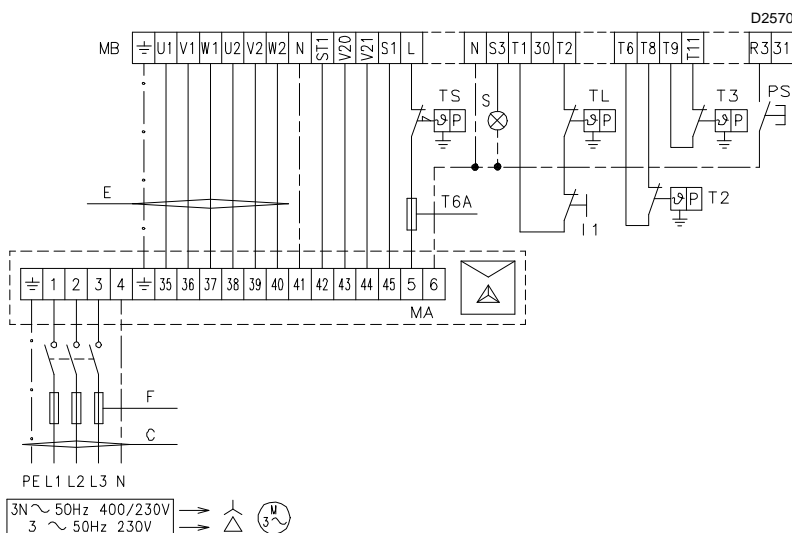 D2570
MB ⏚ U1 V1 W1 U2 V2 W2 N ST1 V20 V21 S1 L N S3 T1 30 T2 T6 T8 T9 T11 R3 31
TS S TL T3 PS
ϑ P ϑ P ϑ P
E T6A ϑ P T2
I1
⏚ 1 2 3 4 ⏚ 35 36 37 38 39 40 41 42 43 44 45 5 6
MA
F
C
PE L1 L2 L3 N
3N ~ 50Hz 400/230V
3 ~ 50Hz 230V
M
3~